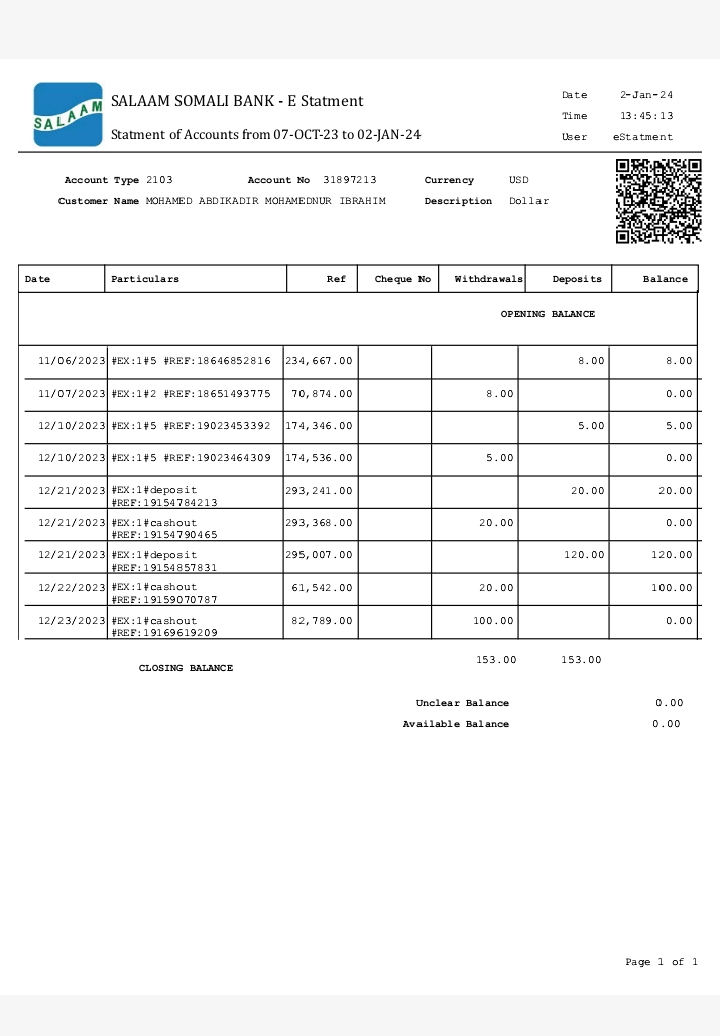 SALAAM
SALAAM SOMALI BANK - E Statment
Statment of Accounts from 07-OCT-23 to 02-JAN-24
Date 2-Jan-24
Time 13:45:13
User eStatment
Account Type 2103 Account No 31897213 Currency USD
Customer Name MOHAMED ABDIKADIR MOHAMEDNUR IBRAHIM Description Dollar
Date Particulars Ref Cheque No Withdrawals Deposits Balance
OPENING BALANCE
11/06/2023 #EX:1#5 #REF:18646852816 234,667.00 8.00 8.00
11/07/2023 #EX:1#2 #REF:18651493775 70,874.00 8.00 0.00
12/10/2023 #EX:1#5 #REF:19023453392 174,346.00 5.00 5.00
12/10/2023 #EX:1#5 #REF:19023464309 174,536.00 5.00 0.00
12/21/2023 #EX:1#deposit 293,241.00 20.00 20.00
#REF:19154784213
12/21/2023 #EX:1#cashout 293,368.00 20.00 0.00
#REF:19154790465
12/21/2023 #EX:1#deposit 295,007.00 120.00 120.00
#REF:19154857831
12/22/2023 #EX:1#cashout 61,542.00 20.00 100.00
#REF:19159070787
12/23/2023 #EX:1#cashout 82,789.00 100.00 0.00
#REF:19169619209
CLOSING BALANCE 153.00 153.00
Unclear Balance 0.00
Available Balance 0.00
Page 1 of 1